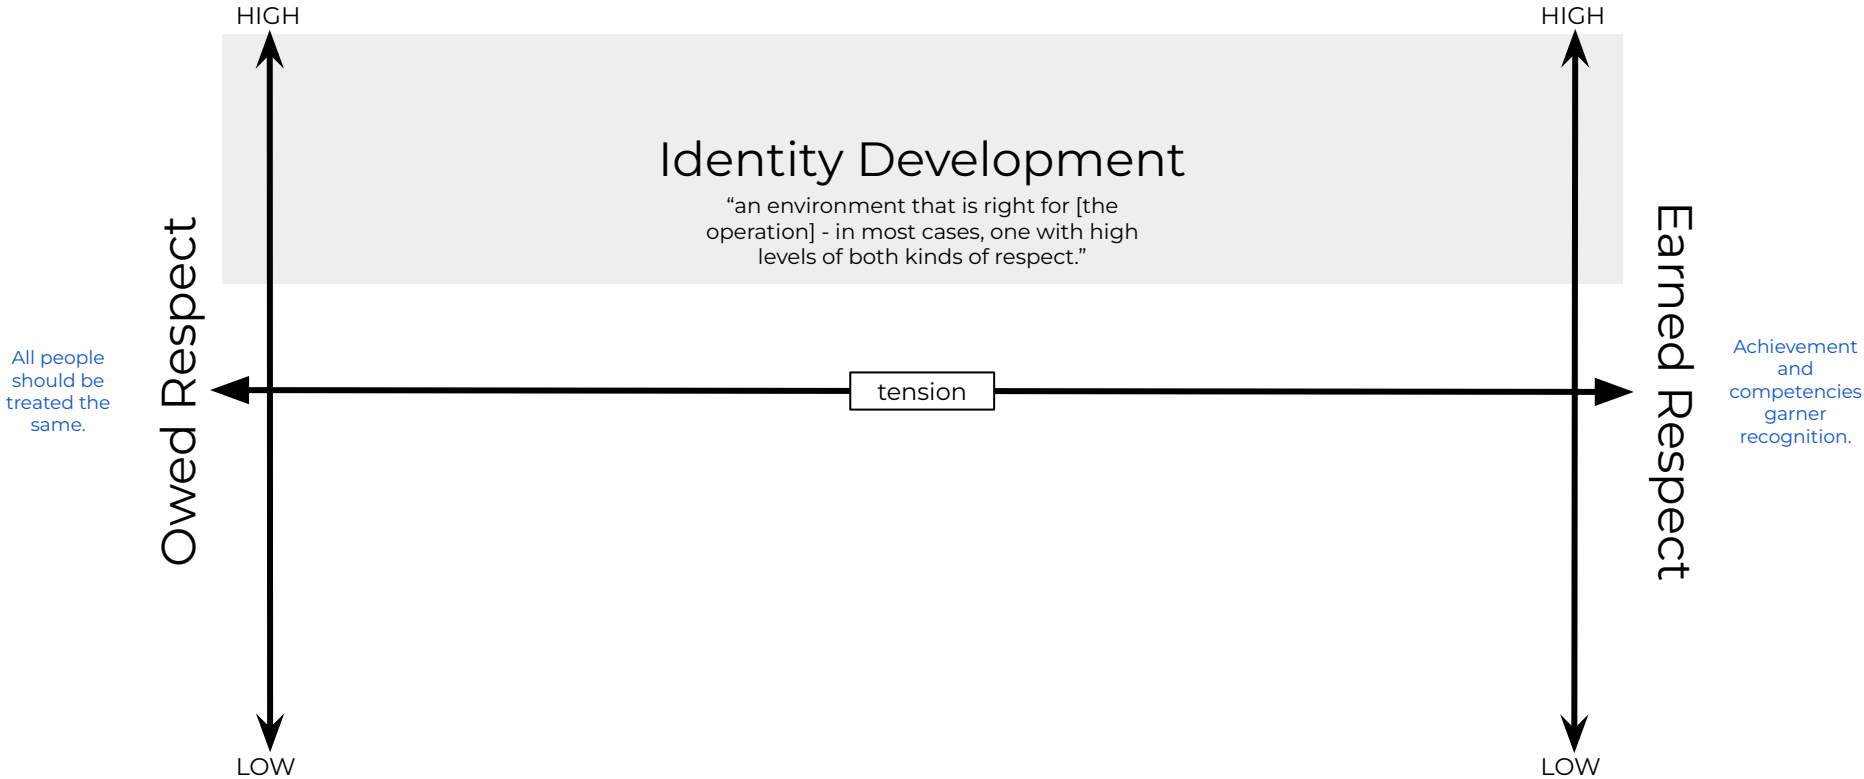 HIGH
HIGH
Identity Development
“an environment that is right for [the
operation] - in most cases, one with high
levels of both kinds of respect.”
Owed Respect
Earned Respect
All people
should be
treated the
same.
tension
Achievement
and
competencies
garner
recognition.
LOW
LOW